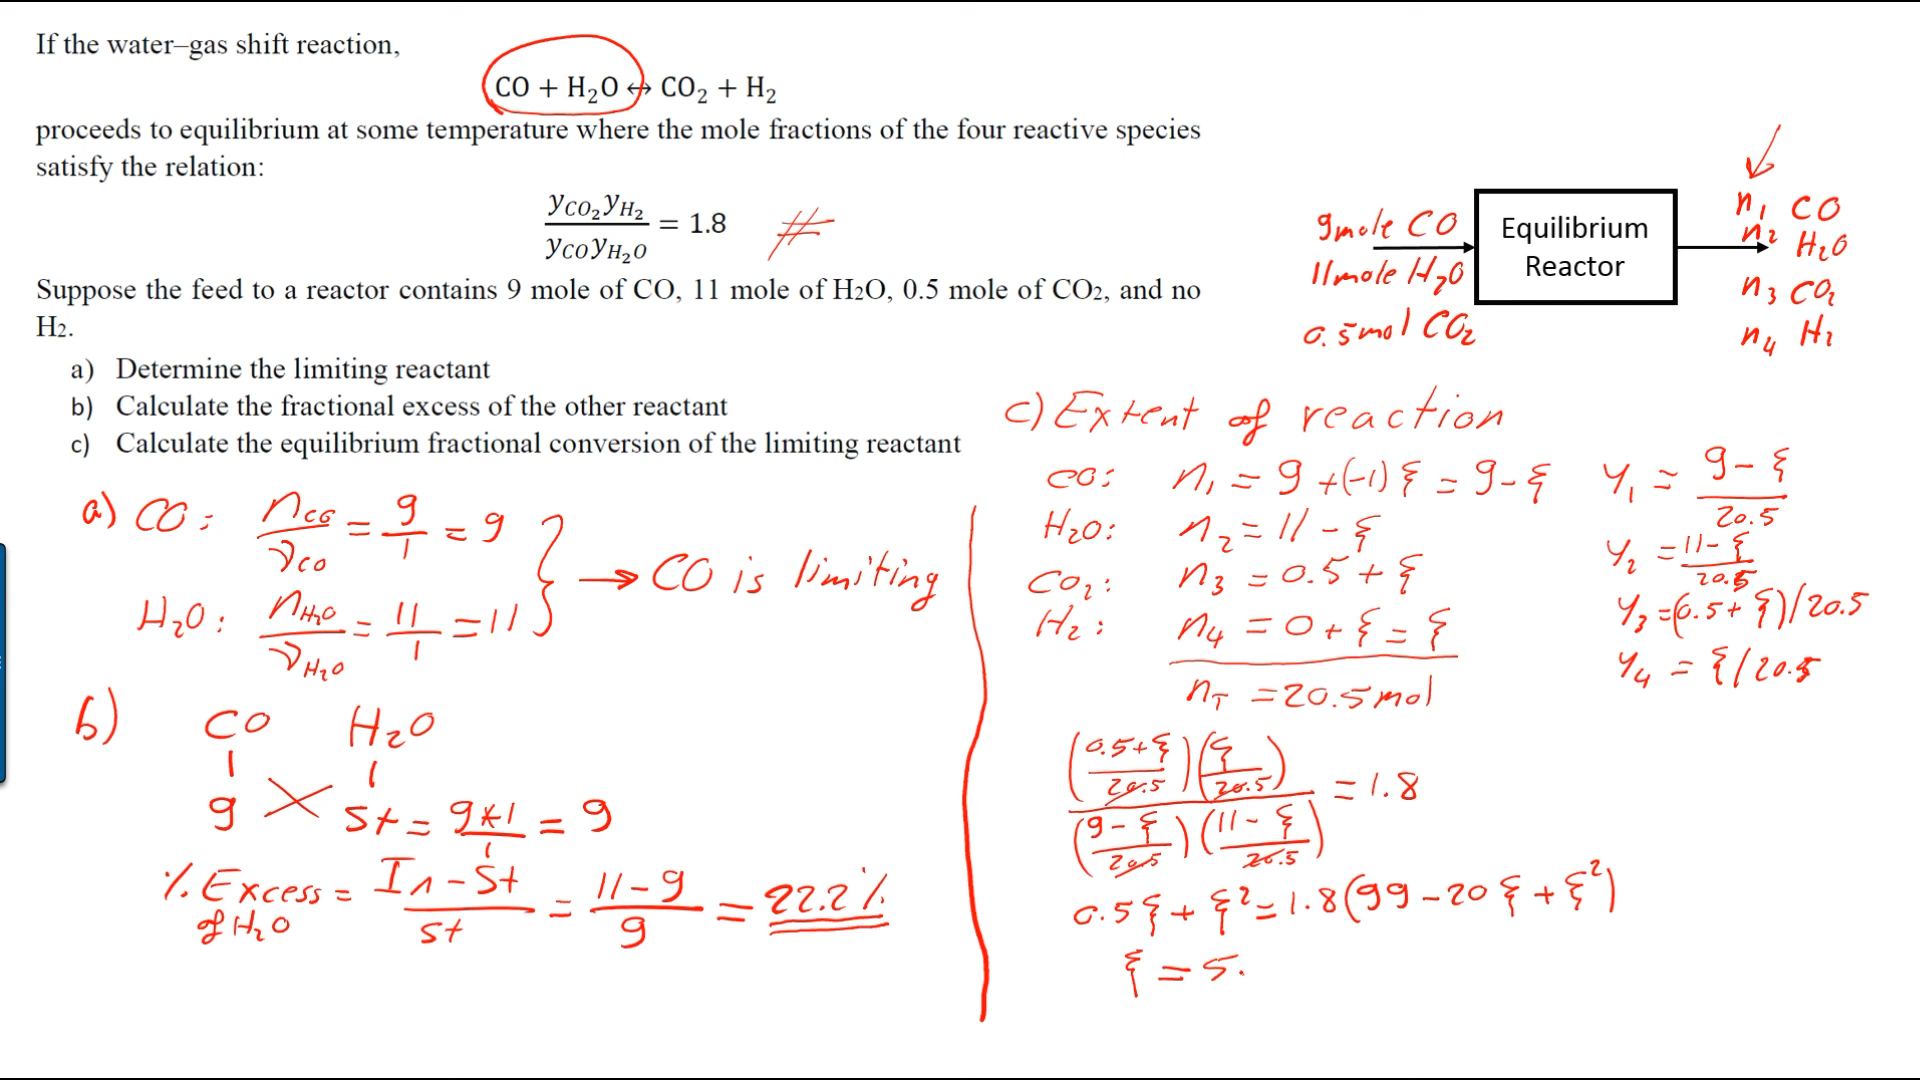 If the water–gas shift reaction,
CO + H₂O ↔ CO₂ + H₂
proceeds to equilibrium at some temperature where the mole fractions of the four reactive species
satisfy the relation:
yCO₂yH₂ / yCOyH₂O = 1.8
Suppose the feed to a reactor contains 9 mole of CO, 11 mole of H2O, 0.5 mole of CO2, and no
H2.
a) Determine the limiting reactant
b) Calculate the fractional excess of the other reactant
c) Calculate the equilibrium fractional conversion of the limiting reactant
9mole CO
11mole H₂O
0.5mol CO₂
Equilibrium
Reactor
n₁ CO
n₂ H₂O
n₃ CO₂
n₄ H₂
a) CO: nCO/νCO = 9/1 = 9
H₂O: nH₂O/νH₂O = 11/1 = 11
→ CO is limiting
b)
CO H₂O
1 1
9 St = 9*1/1 = 9
% Excess of H₂O = In-St/St = 11-9/9 = 22.2%
c) Extent of reaction
CO: n₁ = 9+(-1)ξ = 9-ξ
H₂O: n₂ = 11-ξ
CO₂: n₃ = 0.5+ξ
H₂: n₄ = 0+ξ = ξ
nT = 20.5mol
y₁ = 9-ξ/20.5
y₂ = 11-ξ/20.5
y₃ = (0.5+ξ)/20.5
y₄ = ξ/20.5
(0.5+ξ/20.5)(ξ/20.5) / (9-ξ/20.5)(11-ξ/20.5) = 1.8
0.5ξ+ξ² = 1.8(99-20ξ+ξ²)
ξ = 5.